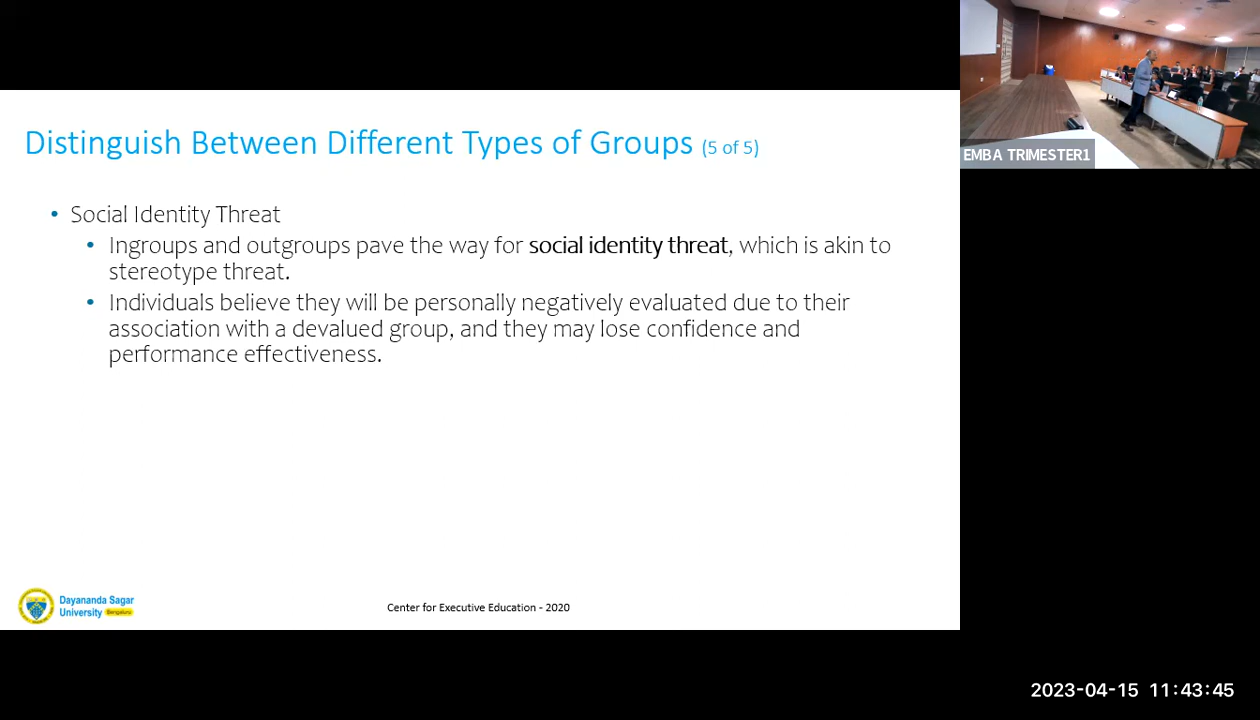 Distinguish Between Different Types of Groups (5 of 5)
• Social Identity Threat
• Ingroups and outgroups pave the way for social identity threat, which is akin to
stereotype threat.
• Individuals believe they will be personally negatively evaluated due to their
association with a devalued group, and they may lose confidence and
performance effectiveness.
Dayananda Sagar
University Bengaluru
Center for Executive Education - 2020
EMBA TRIMESTER1
2023-04-15 11:43:45